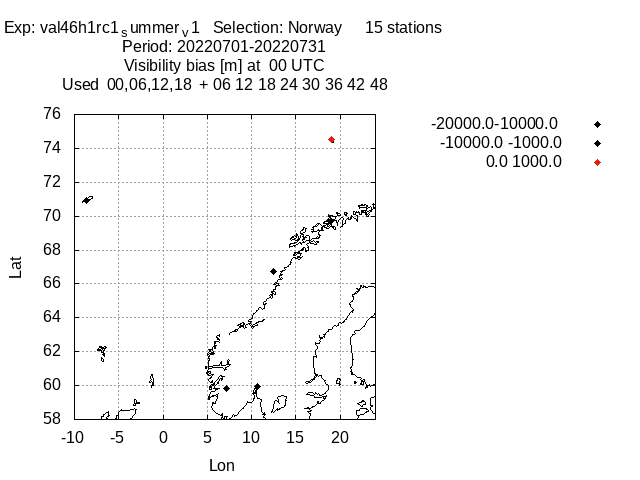 Exp: val46h1rc1summerv1 Selection: Norway 15 stations
Period: 20220701-20220731
Visibility bias [m] at 00 UTC
Used 00,06,12,18 + 06 12 18 24 30 36 42 48
-20000.0-10000.0
-10000.0 -1000.0
0.0 1000.0
76
74
72
70
68
66
64
62
60
58
Lat
-10 -5 0 5 10 15 20
Lon